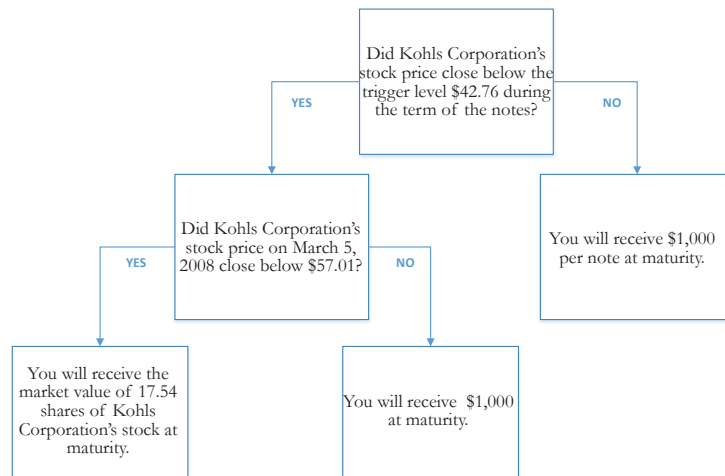 Did Kohls Corporation’s
stock price close below the
trigger level $42.76 during
the term of the notes?
YES
NO
Did Kohls Corporation’s
stock price on March 5,
2008 close below $57.01?
You will receive $1,000
per note at maturity.
YES
NO
You will receive the
market value of 17.54
shares of Kohls
Corporation’s stock at
maturity.
You will receive $1,000
at maturity.